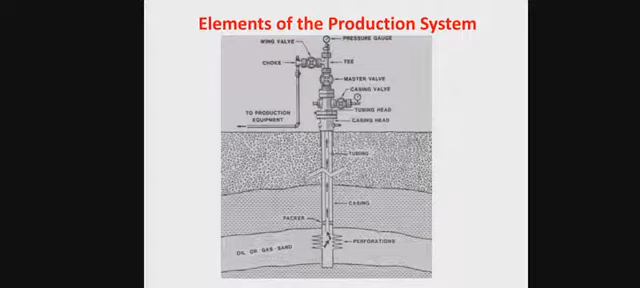 Elements of the Production System
PRESSURE GAUGE
WING VALVE
CHOKE
TEE
MASTER VALVE
CASING VALVE
TO PRODUCTION
EQUIPMENT
TUBING HEAD
CASING HEAD
TUBING
CASING
PACKER
PERFORATIONS
OIL OR GAS SAND